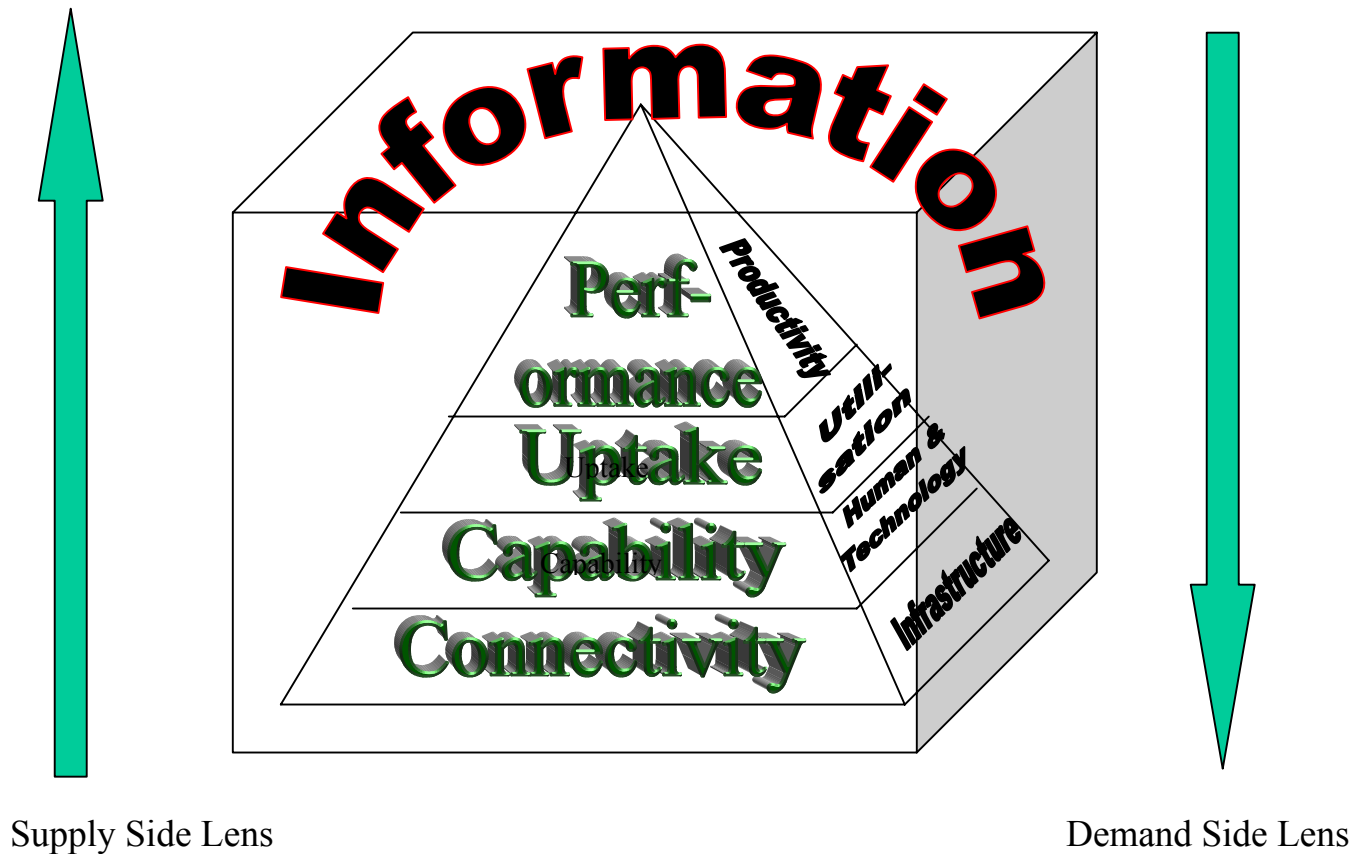 Information
Perf-
ormance
Uptake
Uptake
Capability
Capability
Connectivity
Productivity
Utili-
sation
Human &
Technology
Infrastructure
Supply Side Lens
Demand Side Lens